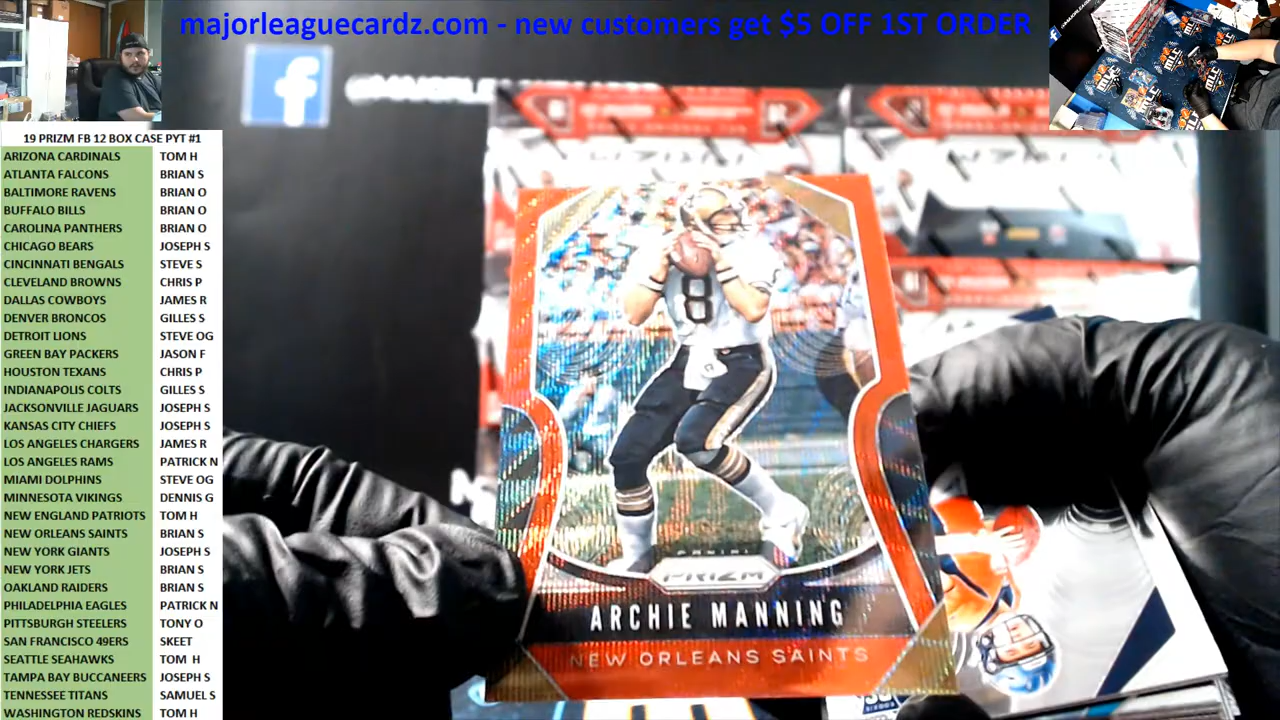 majorleaguecardz.com - new customers get $5 OFF 1ST ORDER
19 PRIZM FB 12 BOX CASE PYT #1
ARIZONA CARDINALS TOM H
ATLANTA FALCONS BRIAN S
BALTIMORE RAVENS BRIAN O
BUFFALO BILLS BRIAN O
CAROLINA PANTHERS BRIAN O
CHICAGO BEARS JOSEPH S
CINCINNATI BENGALS STEVE S
CLEVELAND BROWNS CHRIS P
DALLAS COWBOYS JAMES R
DENVER BRONCOS GILLES S
DETROIT LIONS STEVE OG
GREEN BAY PACKERS JASON F
HOUSTON TEXANS CHRIS P
INDIANAPOLIS COLTS GILLES S
JACKSONVILLE JAGUARS JOSEPH S
KANSAS CITY CHIEFS JOSEPH S
LOS ANGELES CHARGERS JAMES R
LOS ANGELES RAMS PATRICK N
MIAMI DOLPHINS STEVE OG
MINNESOTA VIKINGS DENNIS G
NEW ENGLAND PATRIOTS TOM H
NEW ORLEANS SAINTS BRIAN S
NEW YORK GIANTS JOSEPH S
NEW YORK JETS BRIAN S
OAKLAND RAIDERS BRIAN S
PHILADELPHIA EAGLES PATRICK N
PITTSBURGH STEELERS TONY O
SAN FRANCISCO 49ERS SKEET
SEATTLE SEAHAWKS TOM H
TAMPA BAY BUCCANEERS JOSEPH S
TENNESSEE TITANS SAMUEL S
WASHINGTON REDSKINS TOM H
f
8
PANINI
PRIZM
ARCHIE MANNING
NEW ORLEANS SAINTS